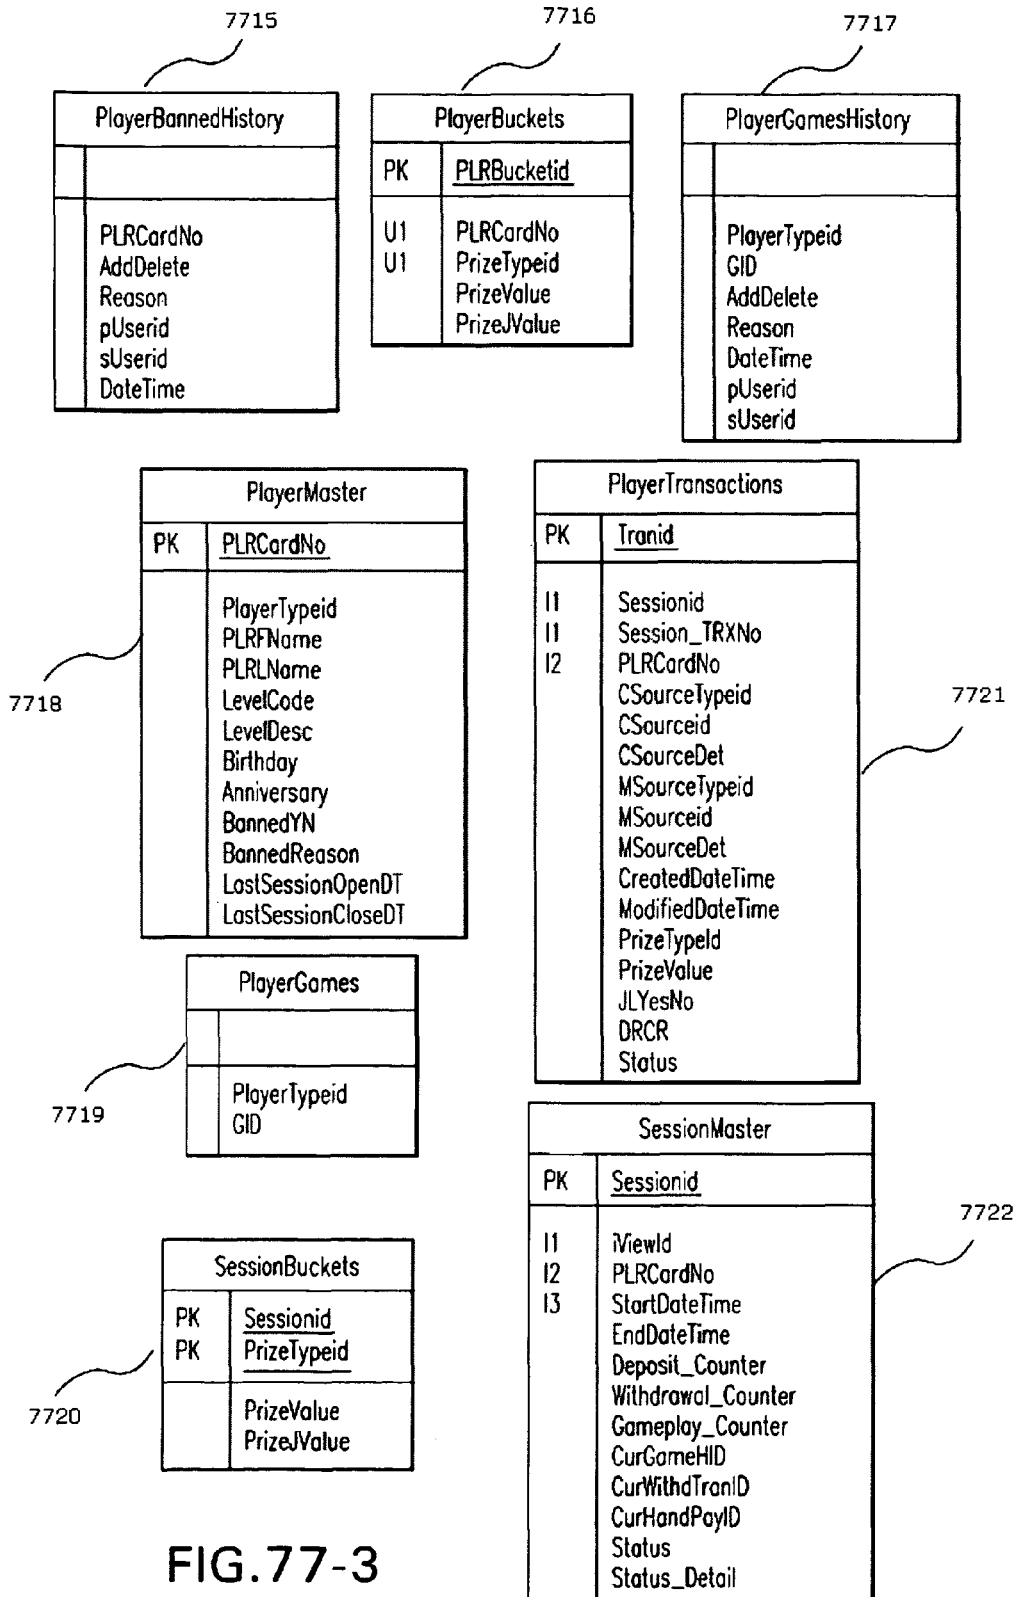 7715
7716
7717
PlayerBannedHistory
PLRCardNo
AddDelete
Reason
pUserid
sUserid
DateTime
PlayerBuckets
PK PLRBucketid
U1 PLRCardNo
U1 PrizeTypeid
PrizeValue
PrizeJValue
PlayerGamesHistory
PlayerTypeid
GID
AddDelete
Reason
DateTime
pUserid
sUserid
PlayerMaster
PK PLRCardNo
PlayerTypeid
PLRFName
PLRLName
LevelCode
LevelDesc
Birthday
Anniversary
BannedYN
BannedReason
LastSessionOpenDT
LastSessionCloseDT
7718
PlayerTransactions
PK Tranid
I1 Sessionid
I1 Session_TRXNo
I2 PLRCardNo
CSourceTypeid
CSourceid
CSourceDet
MSourceTypeid
MSourceid
MSourceDet
CreatedDateTime
ModifiedDateTime
PrizeTypeId
PrizeValue
JLYesNo
DRCR
Status
7721
PlayerGames
PlayerTypeid
GID
7719
SessionMaster
PK Sessionid
I1 iViewId
I2 PLRCardNo
I3 StartDateTime
EndDateTime
Deposit_Counter
Withdrawal_Counter
Gameplay_Counter
CurGameHID
CurWithdTranID
CurHandPayID
Status
Status_Detail
7722
SessionBuckets
PK Sessionid
PK PrizeTypeid
PrizeValue
PrizeJValue
7720
FIG.77-3